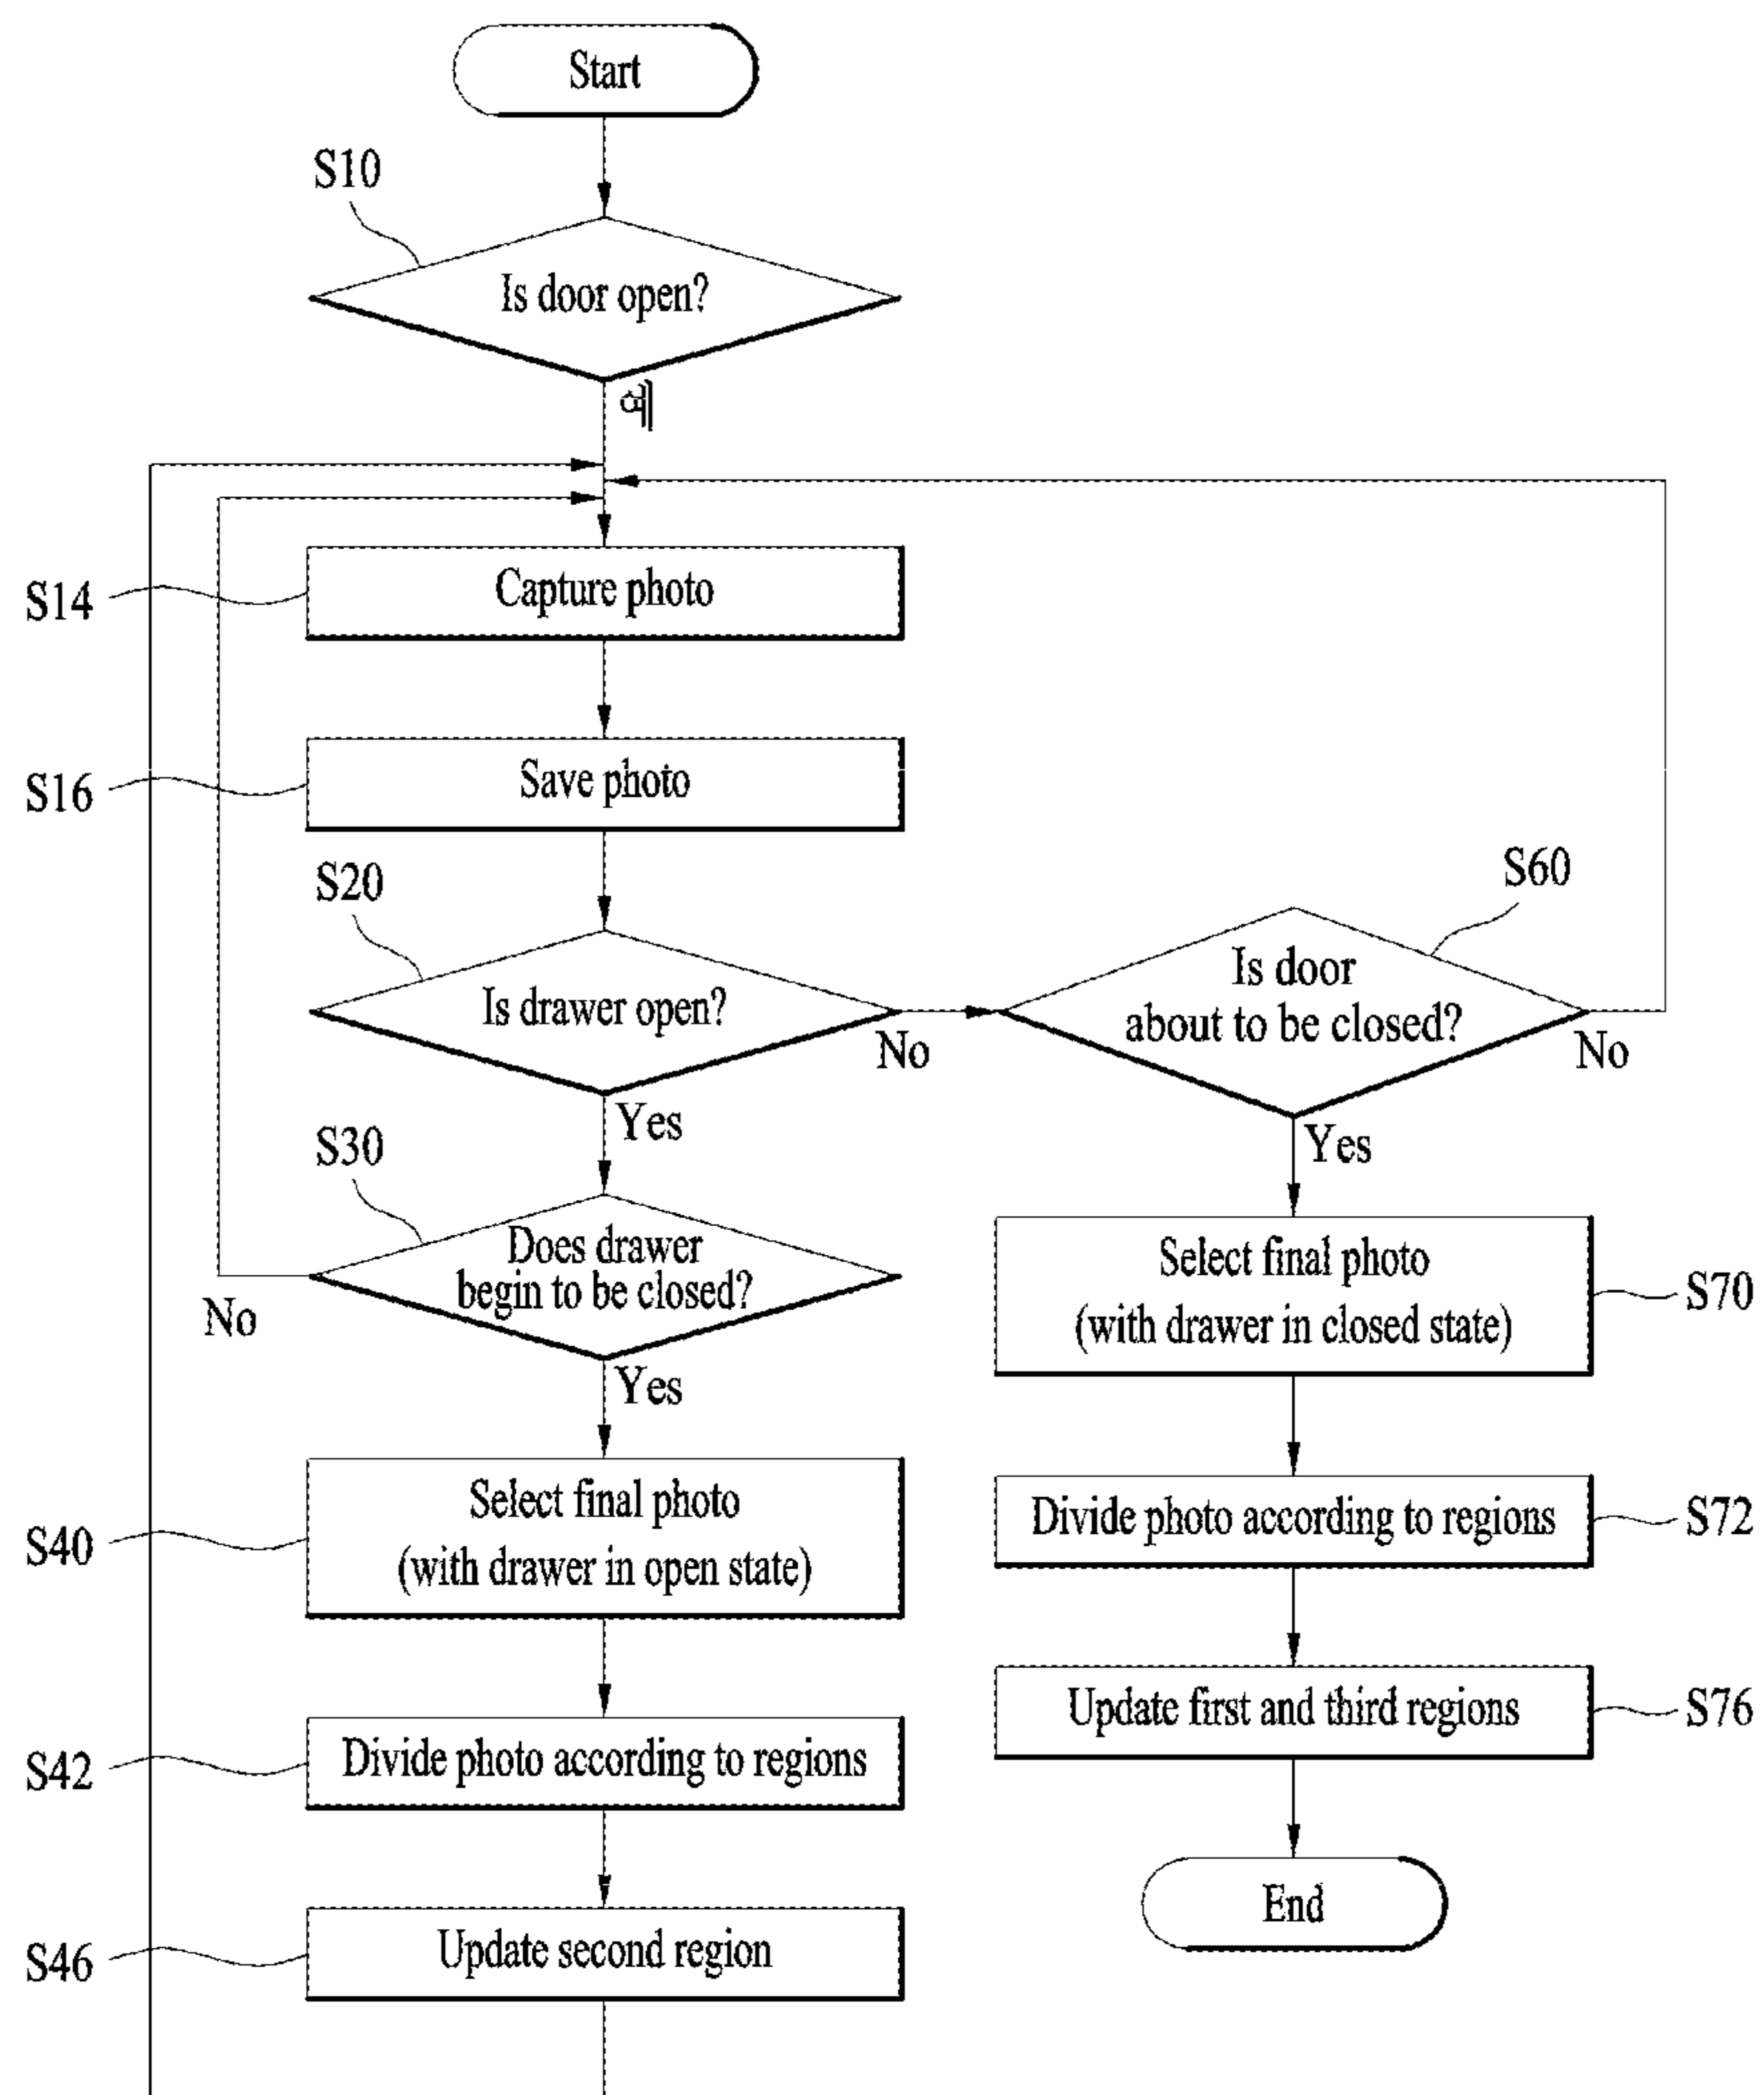 Start
S10
Is door open?
예
S14
Capture photo
S16
Save photo
S20
Is drawer open?
No
Yes
S60
Is door
about to be closed?
No
Yes
S30
Does drawer
begin to be closed?
No
Yes
Select final photo
(with drawer in closed state)
S70
S40
Select final photo
(with drawer in open state)
Divide photo according to regions
S72
Update first and third regions
S76
S42
Divide photo according to regions
End
S46
Update second region